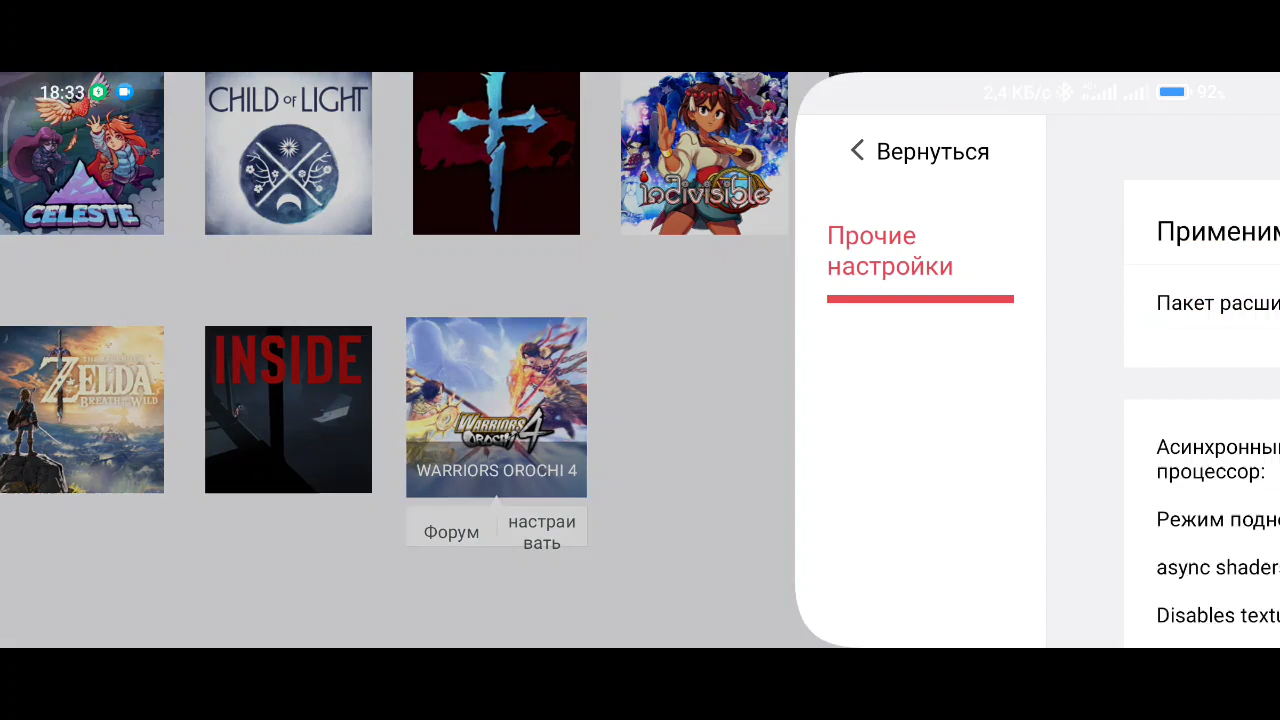 18:33
2,4 КБ/с
92%
CELESTE
CHILD OF LIGHT
indivisible
Вернуться
Прочие
настройки
Применим
Пакет расши
ZELDA
BREATH OF THE WILD
INSIDE
WARRIORS
OROCHI 4
WARRIORS OROCHI 4
Форум
настраи
вать
Асинхронны
процессор:
Режим подно
async shader
Disables textu